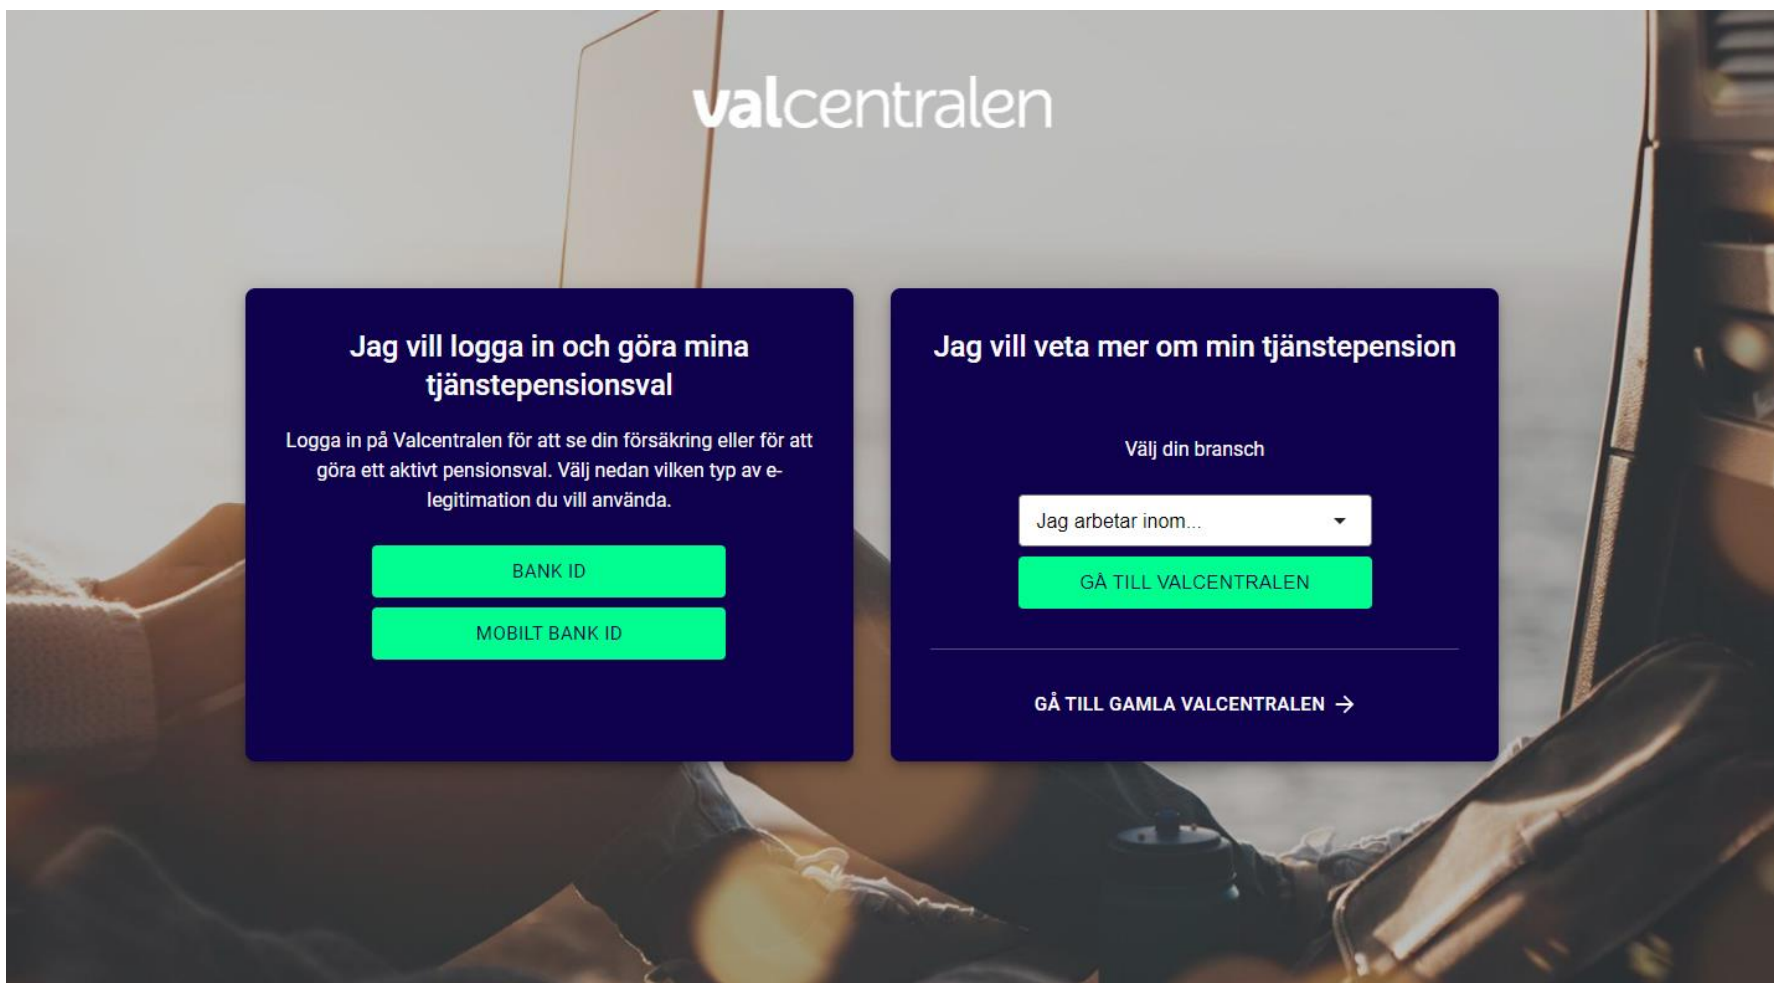 valcentralen
Jag vill logga in och göra mina
tjänstepensionsval
Logga in på Valcentralen för att se din försäkring eller för att
göra ett aktivt pensionsval. Välj nedan vilken typ av e-
legitimation du vill använda.
BANK ID
MOBILT BANK ID
Jag vill veta mer om min tjänstepension
Välj din bransch
Jag arbetar inom...
GÅ TILL VALCENTRALEN
GÅ TILL GAMLA VALCENTRALEN →